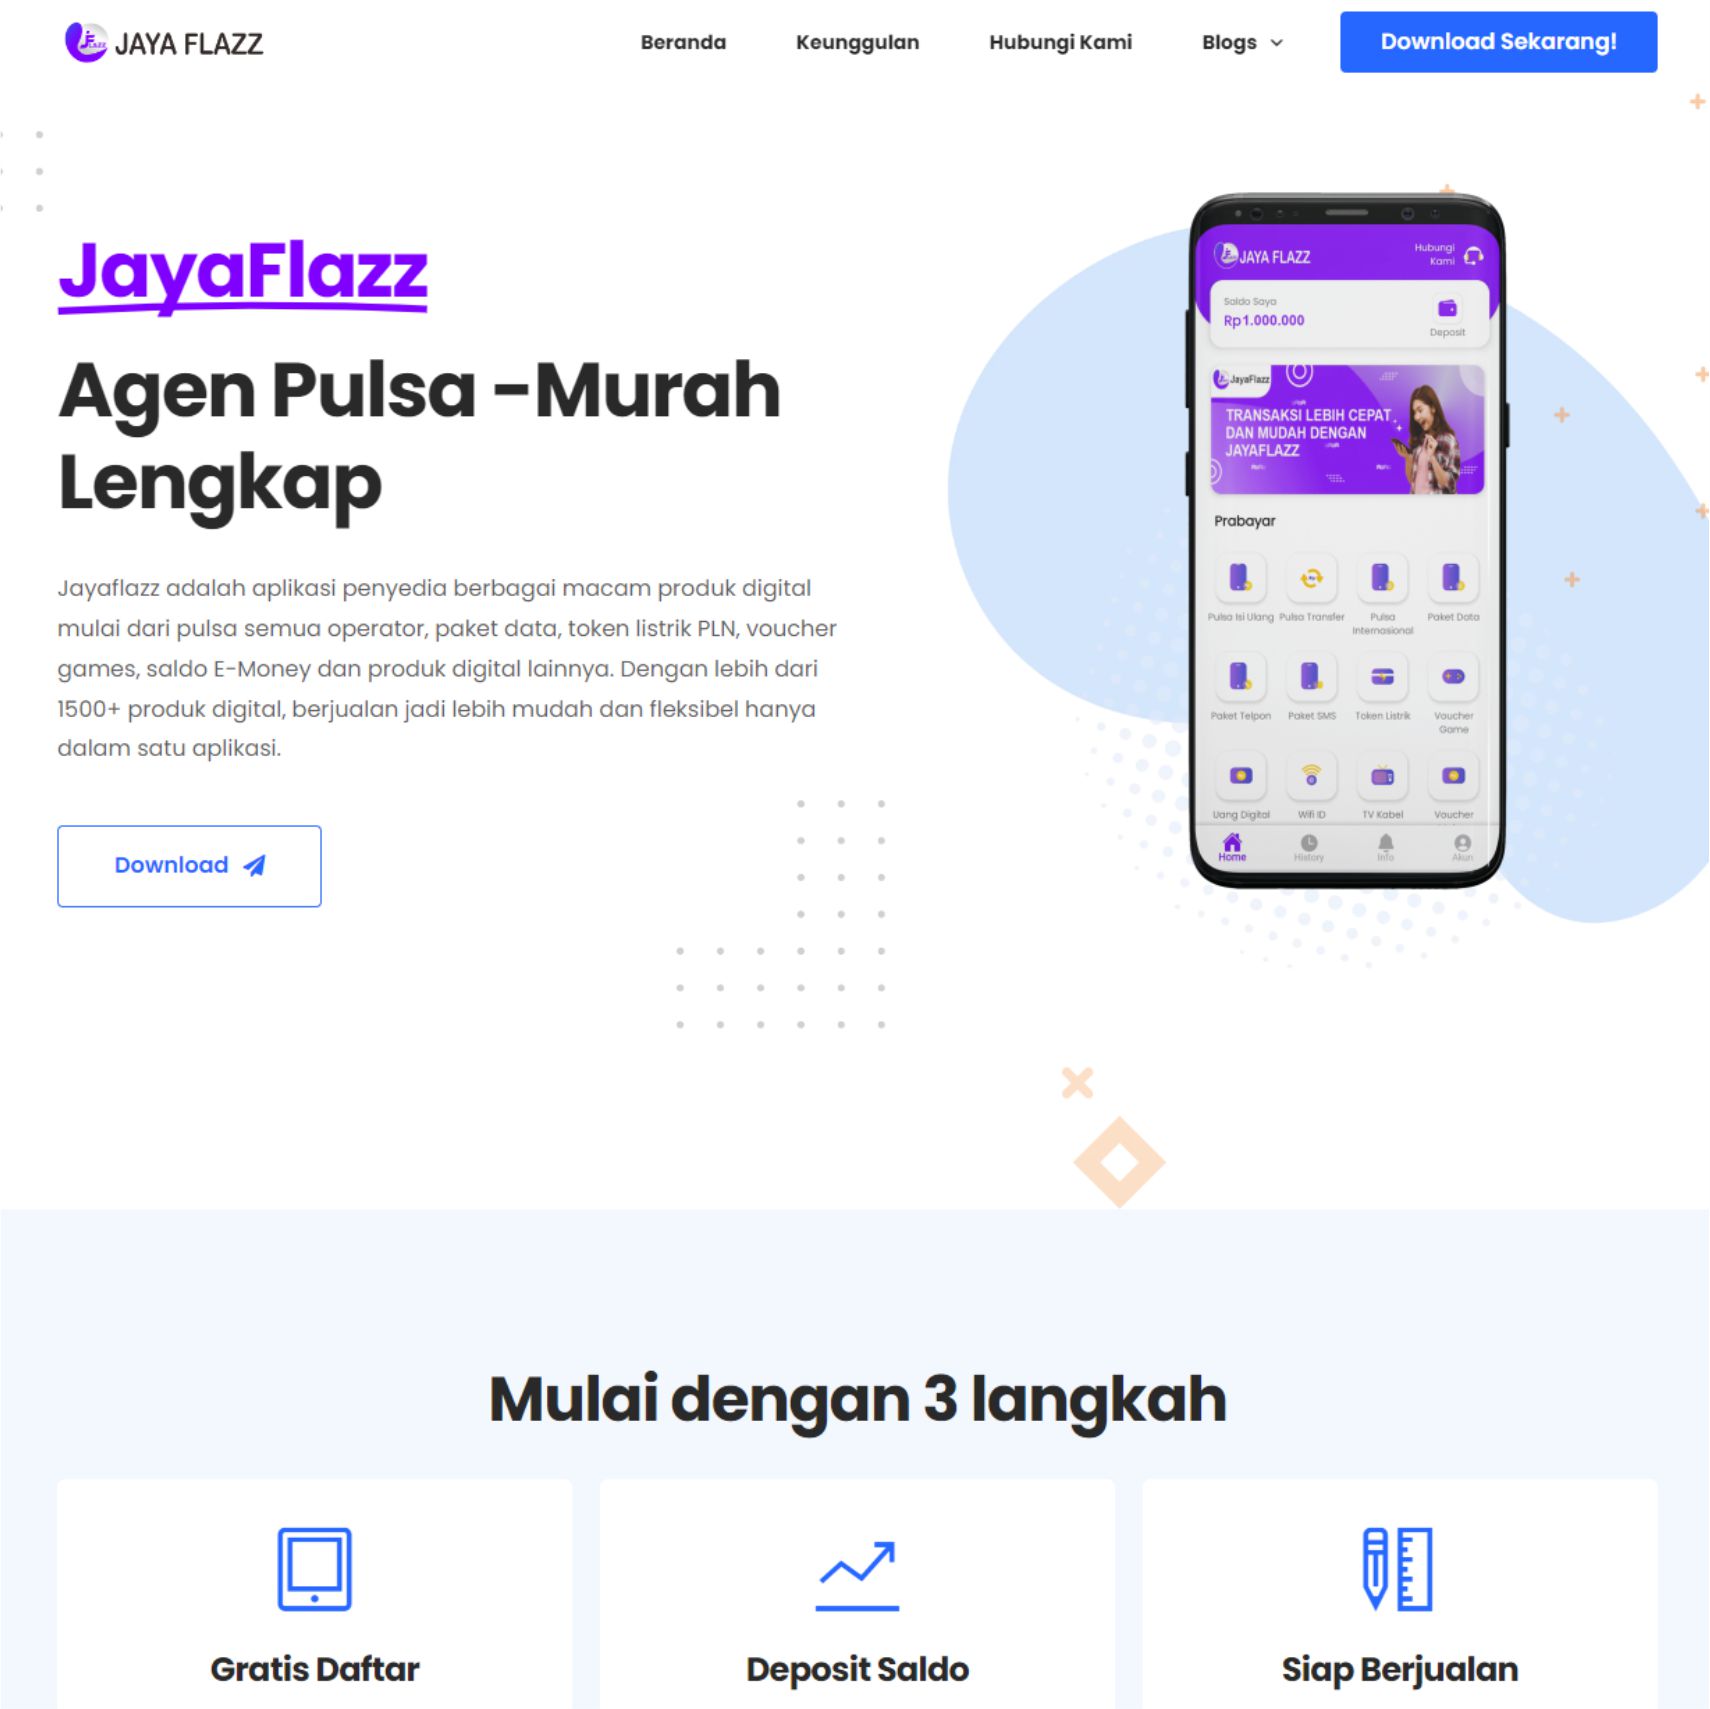 JAYA FLAZZ
Beranda
Keunggulan
Hubungi Kami
Blogs
Download Sekarang!
JayaFlazz
Agen Pulsa -Murah
Lengkap
Jayaflazz adalah aplikasi penyedia berbagai macam produk digital
mulai dari pulsa semua operator, paket data, token listrik PLN, voucher
games, saldo E-Money dan produk digital lainnya. Dengan lebih dari
1500+ produk digital, berjualan jadi lebih mudah dan fleksibel hanya
dalam satu aplikasi.
Download
JAYA FLAZZ
Hubungi
Kami
Saldo Saya
Rp1.000.000
Deposit
JayaFlazz
TRANSAKSI LEBIH CEPAT
DAN MUDAH DENGAN
JAYAFLAZZ
Prabayar
Pulsa Isi Ulang
Pulsa Transfer
Pulsa
Internasional
Paket Data
Paket Telpon
Paket SMS
Token Listrik
Voucher
Game
Uang Digital
Wifi ID
TV Kabel
Voucher
Home
History
Info
Akun
Mulai dengan 3 langkah
Gratis Daftar
Deposit Saldo
Siap Berjualan